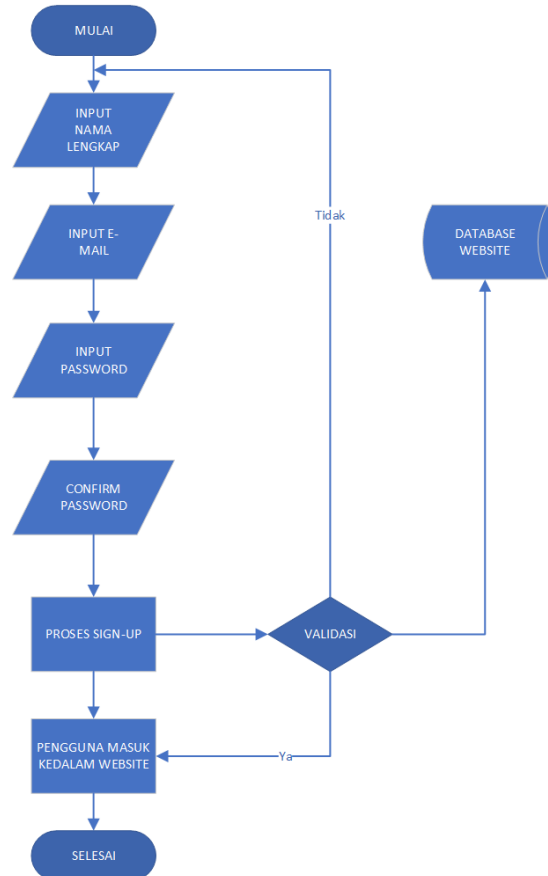 MULAI
INPUT
NAMA
LENGKAP
INPUT E-
MAIL
INPUT
PASSWORD
CONFIRM
PASSWORD
PROSES SIGN-UP
PENGGUNA MASUK
KEDALAM WEBSITE
SELESAI
Tidak
VALIDASI
Ya
DATABASE
WEBSITE